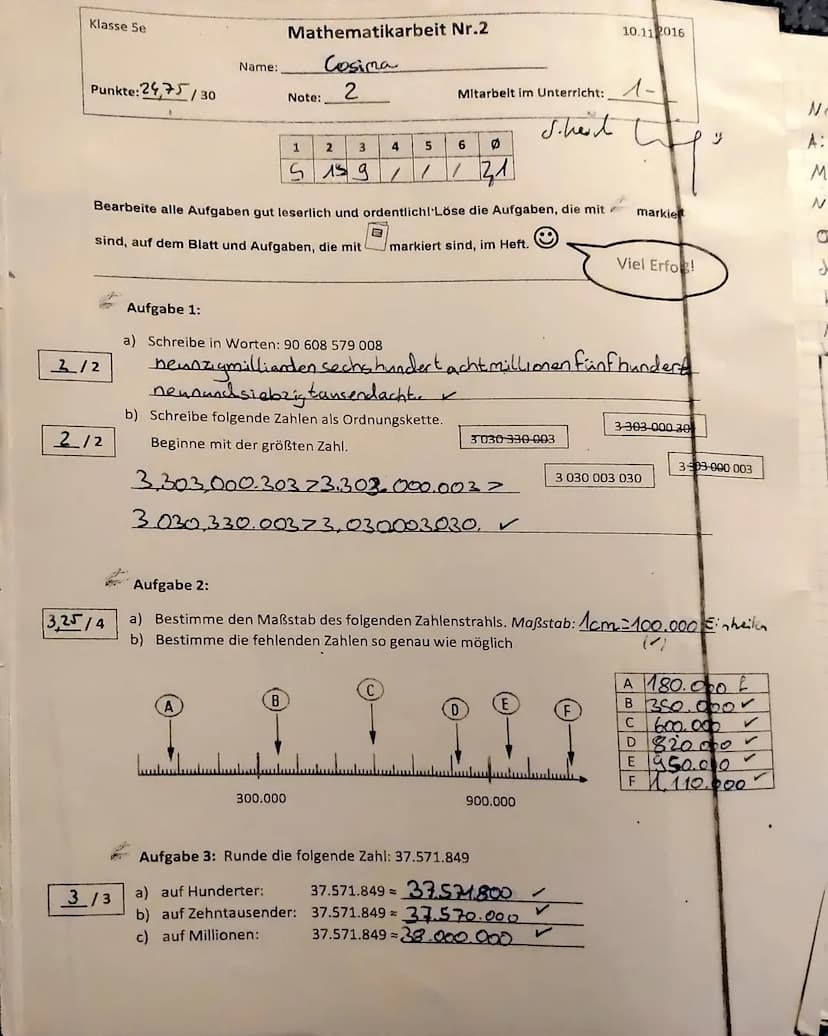 Klasse 5e
Mathematikarbeit Nr.2
10.11.2016
Name: Cosima
Punkte: 24,75 / 30
Note: 2
Mitarbeit im Unterricht: 1-
1 2 3 4 5 6 Ø
5 13 9 / / /
Bearbeite alle Aufgaben gut leserlich und ordentlich! Löse die Aufgaben, die mit markiert
sind, auf dem Blatt und Aufgaben, die mit markiert sind, im Heft.
Viel Erfolg!
Aufgabe 1:
a) Schreibe in Worten: 90 608 579 008
2 / 2
neunzigmilliardensechshundertachtmillionenfünfhundert
neunundsiebzigtausendacht. ✓
b) Schreibe folgende Zahlen als Ordnungskette.
3 303 000 30
2 / 2
Beginne mit der größten Zahl.
3 030 330 003
3 303 000 003
3 030 003 030
3.303.000.303 > 3.303.000.003 >
3.030.330.003 > 3.030003030. ✓
Aufgabe 2:
3,25 / 4
a) Bestimme den Maßstab des folgenden Zahlenstrahls. Maßstab: 1cm=100.000 Einheiten
b) Bestimme die fehlenden Zahlen so genau wie möglich
(✓)
A B C D E F
300.000 900.000
A 180.000 f
B 350.000 ✓
C 600.000 ✓
D 820.000 ✓
E 950.000 ✓
F 1.110.000 ✓
Aufgabe 3: Runde die folgende Zahl: 37.571.849
3 / 3
a) auf Hunderter: 37.571.849 ≈ 37.571.800 ✓
b) auf Zehntausender: 37.571.849 ≈ 37.570.000 ✓
c) auf Millionen: 37.571.849 ≈ 38.000.000 ✓